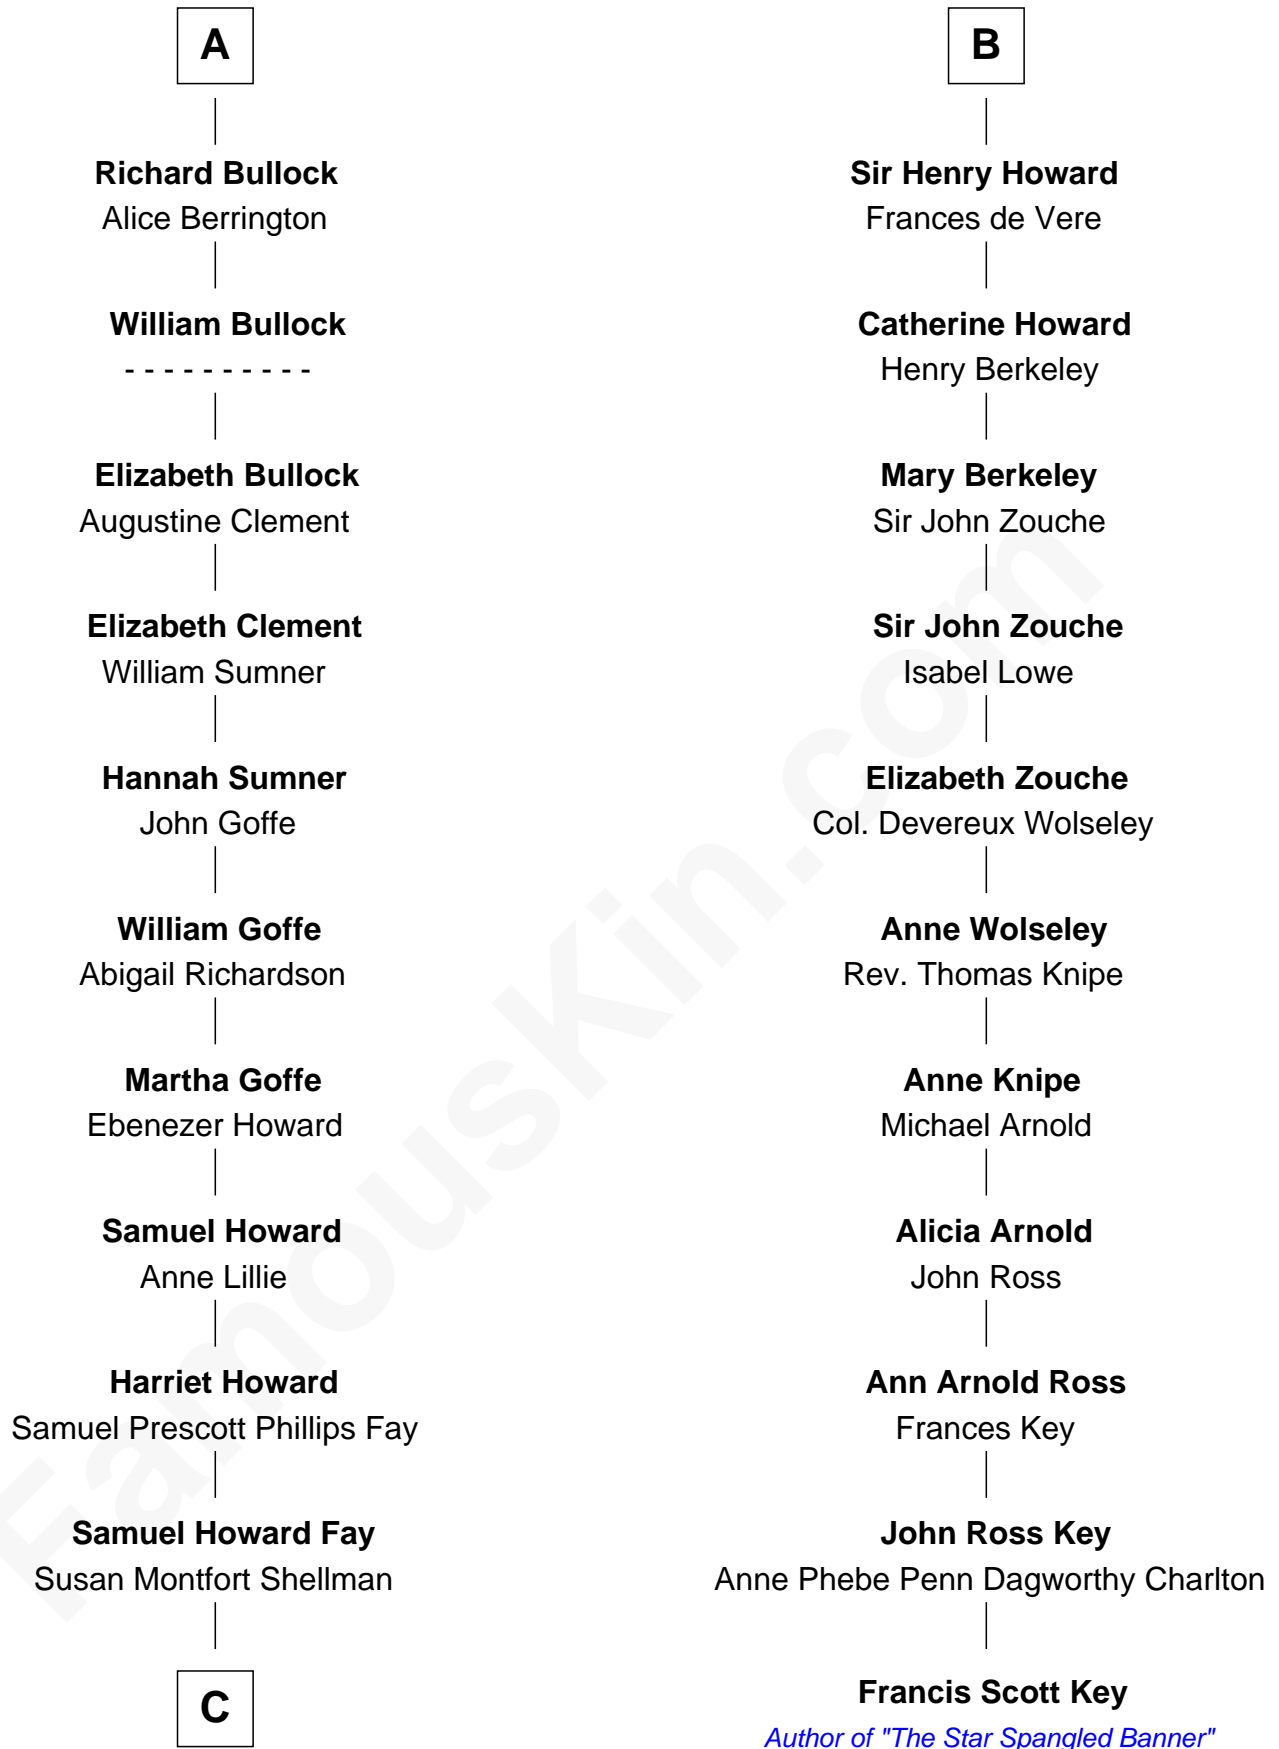 A
Richard Bullock
Alice Berrington
William Bullock
- - - - - - - - - -
Elizabeth Bullock
Augustine Clement
Elizabeth Clement
William Sumner
Hannah Sumner
John Goffe
William Goffe
Abigail Richardson
Martha Goffe
Ebenezer Howard
Samuel Howard
Anne Lillie
Harriet Howard
Samuel Prescott Phillips Fay
Samuel Howard Fay
Susan Montfort Shellman
C
B
Sir Henry Howard
Frances de Vere
Catherine Howard
Henry Berkeley
Mary Berkeley
Sir John Zouche
Sir John Zouche
Isabel Lowe
Elizabeth Zouche
Col. Devereux Wolseley
Anne Wolseley
Rev. Thomas Knipe
Anne Knipe
Michael Arnold
Alicia Arnold
John Ross
Ann Arnold Ross
Frances Key
John Ross Key
Anne Phebe Penn Dagworthy Charlton
Francis Scott Key
Author of "The Star Spangled Banner"
FamousKin.com